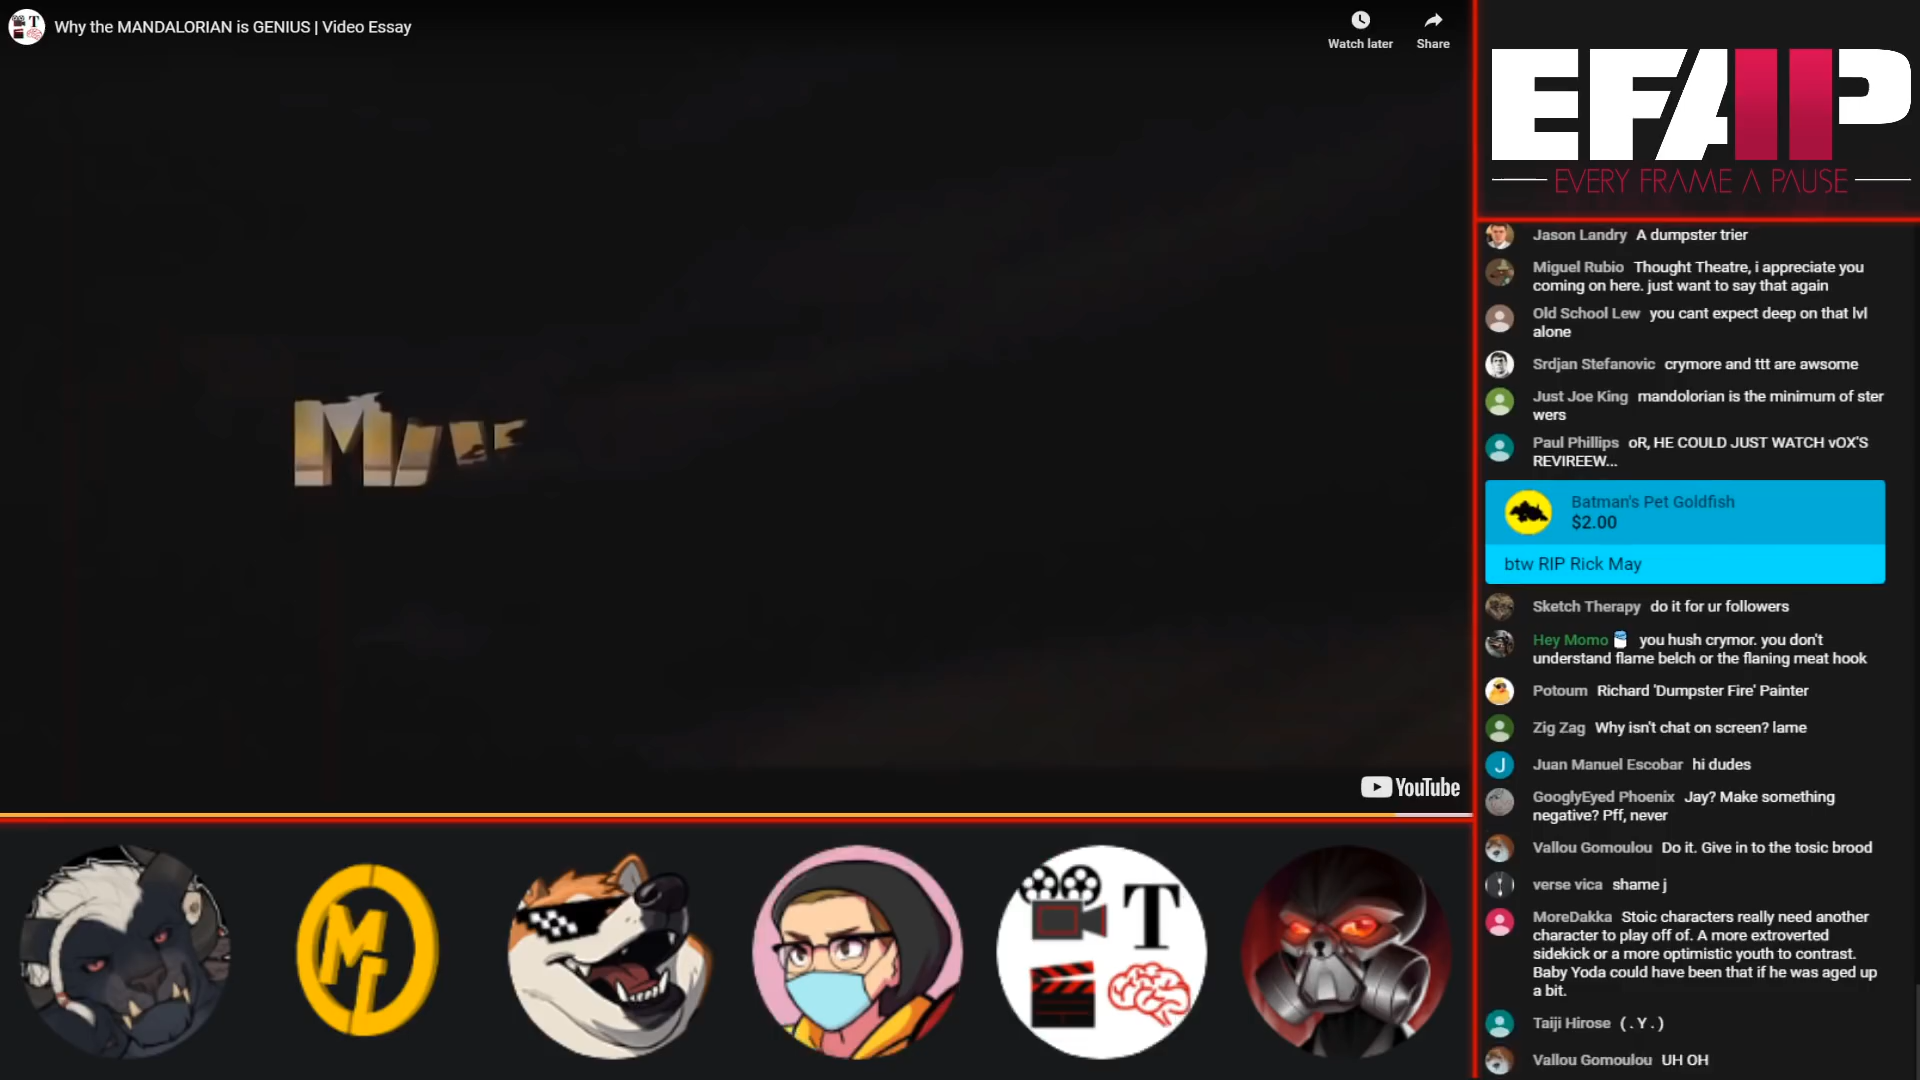 T
Why the MANDALORIAN is GENIUS | Video Essay
Watch later
Share
EFAP
EVERY FRAME A PAUSE
Jason Landry A dumpster trier
Miguel Rubio Thought Theatre, i appreciate you
coming on here. just want to say that again
Old School Lew you cant expect deep on that lvl
alone
Srdjan Stefanovic crymore and ttt are awsome
Just Joe King mandolorian is the minimum of ster
wers
Paul Phillips oR, HE COULD JUST WATCH vOX'S
REVIREEW...
Batman's Pet Goldfish
$2.00
btw RIP Rick May
Sketch Therapy do it for ur followers
Hey Momo you hush crymor. you don't
understand flame belch or the flaning meat hook
Potoum Richard 'Dumpster Fire' Painter
Zig Zag Why isn't chat on screen? lame
J
Juan Manuel Escobar hi dudes
GooglyEyed Phoenix Jay? Make something
negative? Pff, never
Vallou Gomoulou Do it. Give in to the tosic brood
verse vica shame j
MoreDakka Stoic characters really need another
character to play off of. A more extroverted
sidekick or a more optimistic youth to contrast.
Baby Yoda could have been that if he was aged up
a bit.
Taiji Hirose ( . Y . )
Vallou Gomoulou UH OH
YouTube
T